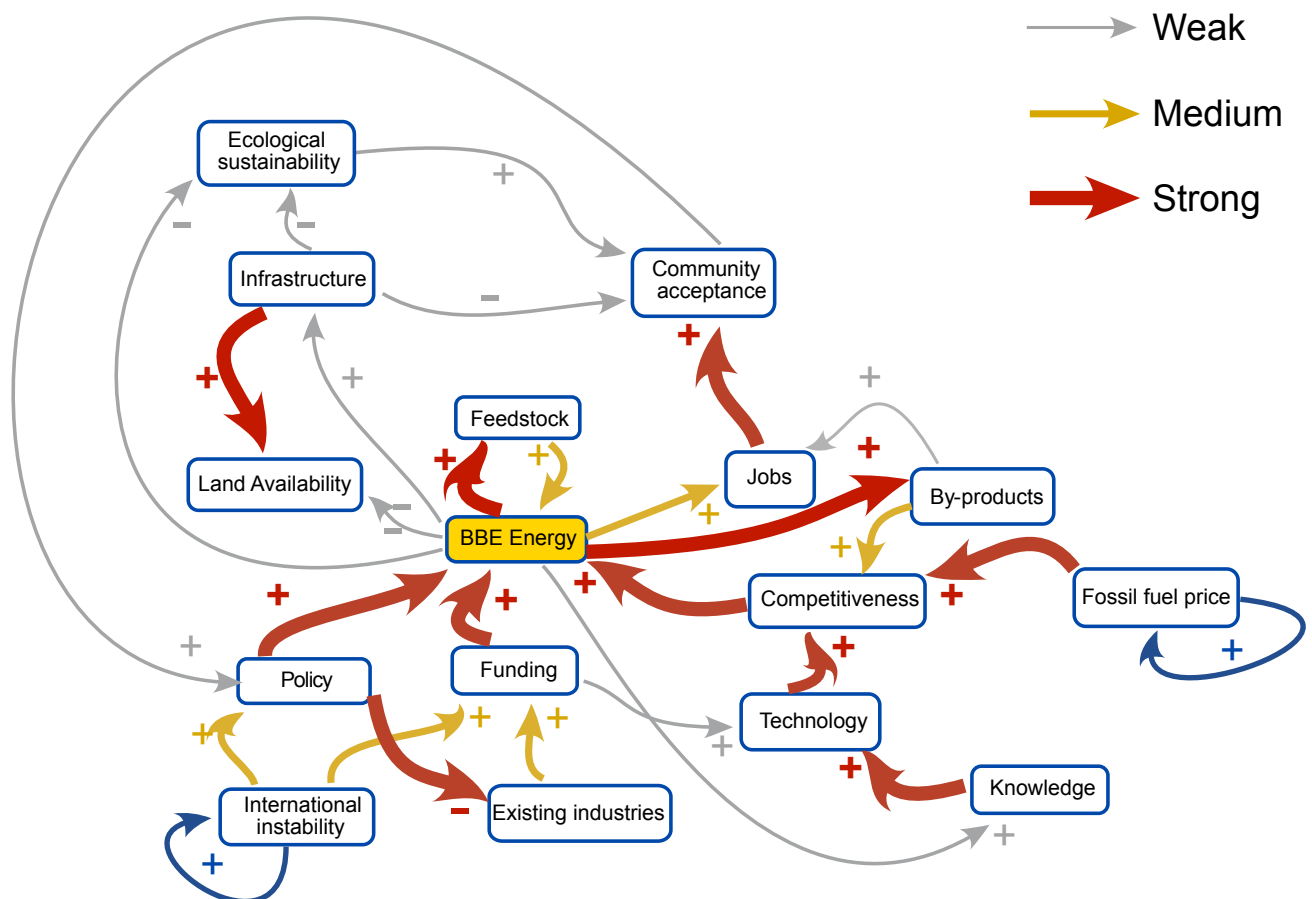 Weak
Medium
Strong
Ecological
sustainability
+
−
−
Infrastructure
Community
acceptance
−
+
+
+
+
Feedstock
+
+
+
Land Availability
Jobs
By-products
−
−
+
BBE Energy
+
+
+
+
+
Competitiveness
+
Fossil fuel price
+
+
+
Policy
Funding
+
+
+
+
Technology
+
+
International
instability
−
Existing industries
Knowledge
+
+